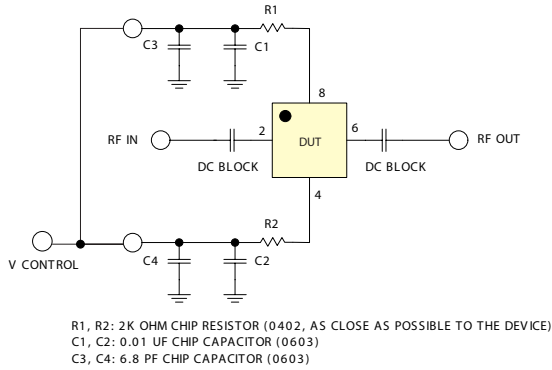 R1
C3
C1
8
RF IN
2
DUT
6
RF OUT
DC BLOCK
DC BLOCK
4
R2
C4
C2
V CONTROL
R1, R2: 2K OHM CHIP RESISTOR (0402, AS CLOSE AS POSSIBLE TO THE DEVICE)
C1, C2: 0.01 UF CHIP CAPACITOR (0603)
C3, C4: 6.8 PF CHIP CAPACITOR (0603)